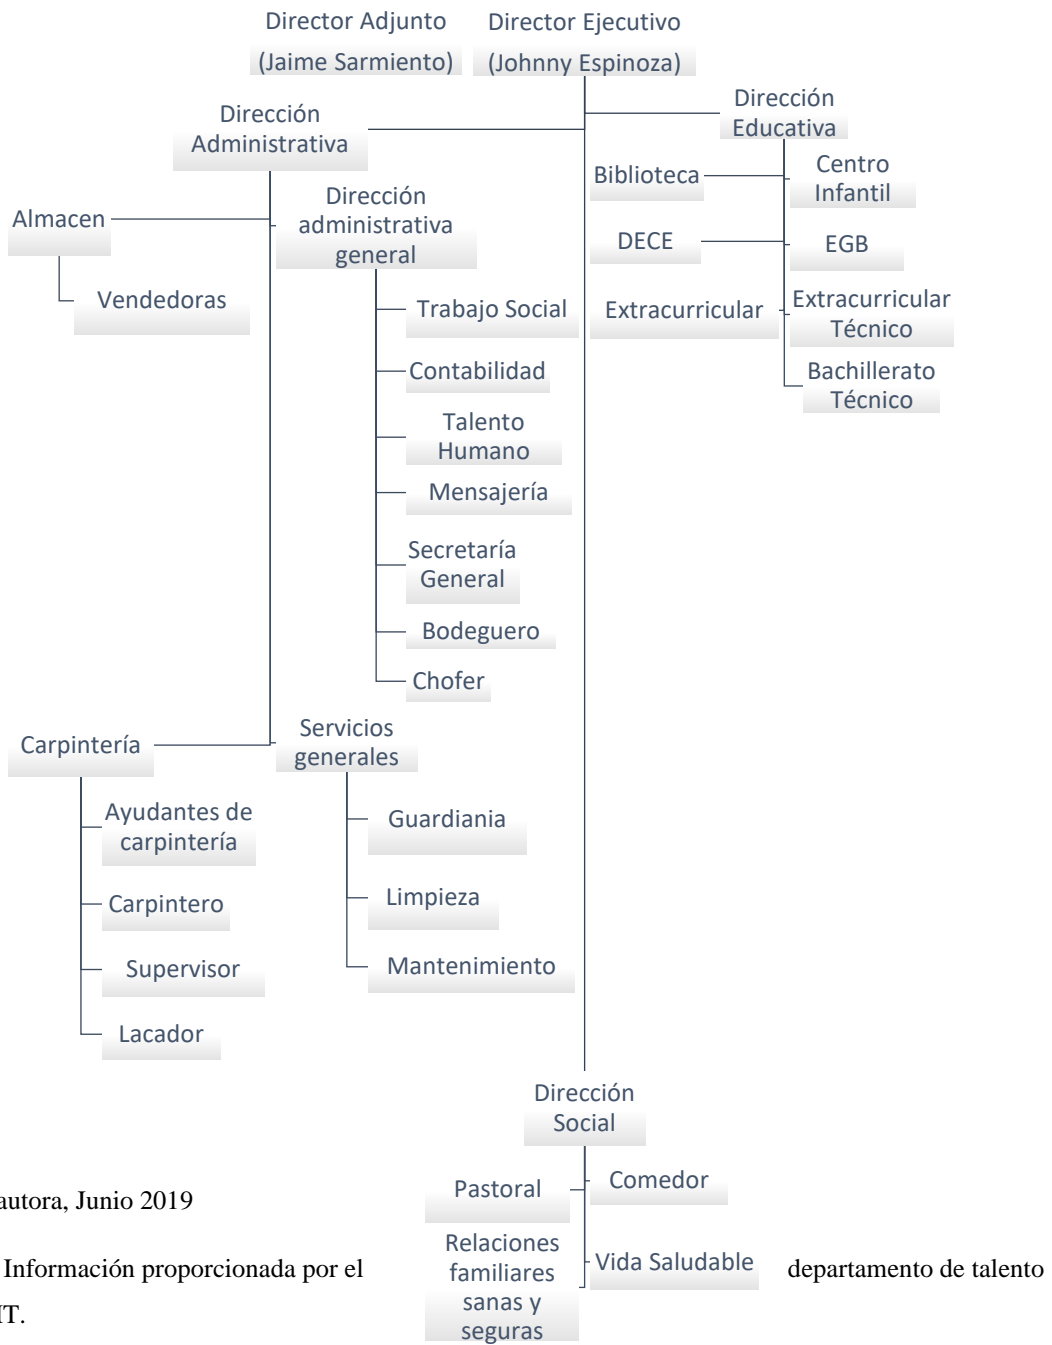 Director Adjunto
(Jaime Sarmiento)
Director Ejecutivo
(Johnny Espinoza)
Dirección
Administrativa
Dirección
Educativa
Biblioteca
Centro
Infantil
DECE
EGB
Extracurricular
Extracurricular
Técnico
Bachillerato
Técnico
Almacen
Vendedoras
Dirección
administrativa
general
Trabajo Social
Contabilidad
Talento
Humano
Mensajería
Secretaría
General
Bodeguero
Chofer
Carpintería
Ayudantes de
carpintería
Carpintero
Supervisor
Lacador
Servicios
generales
Guardiania
Limpieza
Mantenimiento
Dirección
Social
Pastoral
Comedor
Relaciones
familiares
sanas y
seguras
Vida Saludable
autora, Junio 2019
Información proporcionada por el departamento de talento